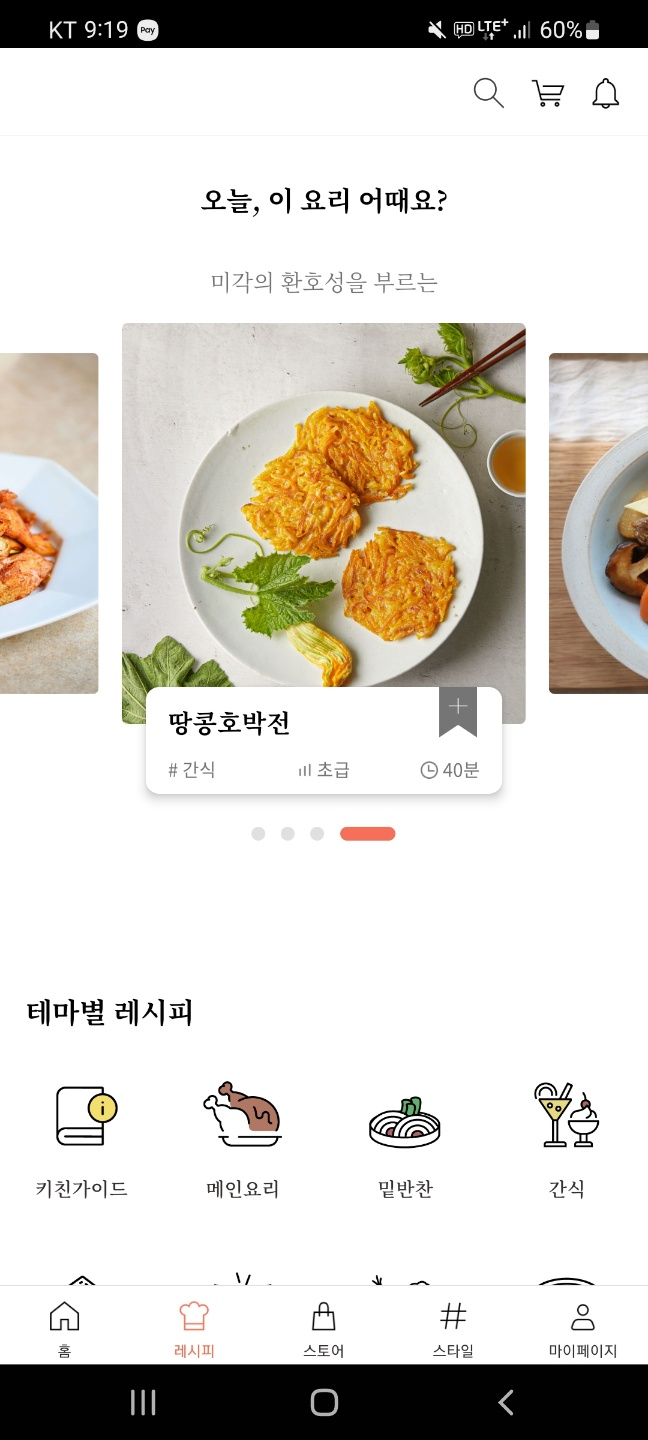 KT 9:19 Pay HD LTE+ 60%
오늘, 이 요리 어때요?
미각의 환호성을 부르는
땅콩호박전
# 간식 초급 40분
테마별 레시피
키친가이드 메인요리 밑반찬 간식
홈 레시피 스토어 스타일 마이페이지